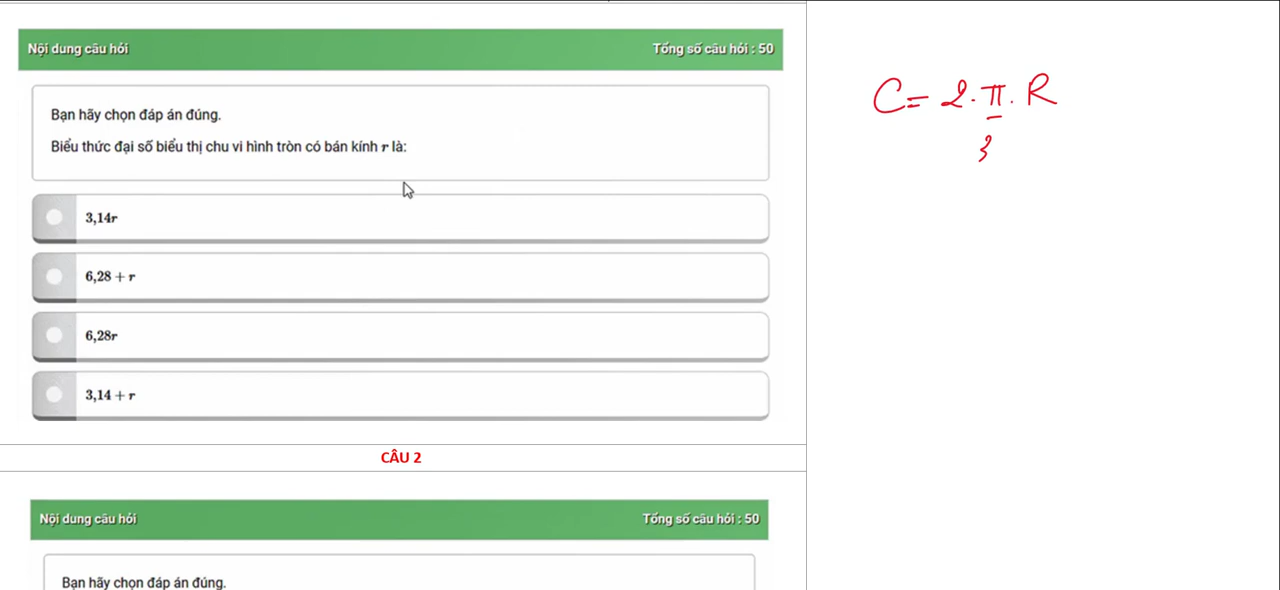 Nội dung câu hỏi
Tổng số câu hỏi : 50
Bạn hãy chọn đáp án đúng.
Biểu thức đại số biểu thị chu vi hình tròn có bán kính r là:
3,14r
6,28 + r
6,28r
3,14 + r
CÂU 2
Nội dung câu hỏi
Tổng số câu hỏi : 50
Bạn hãy chọn đáp án đúng.
C = 2 . π . R
3